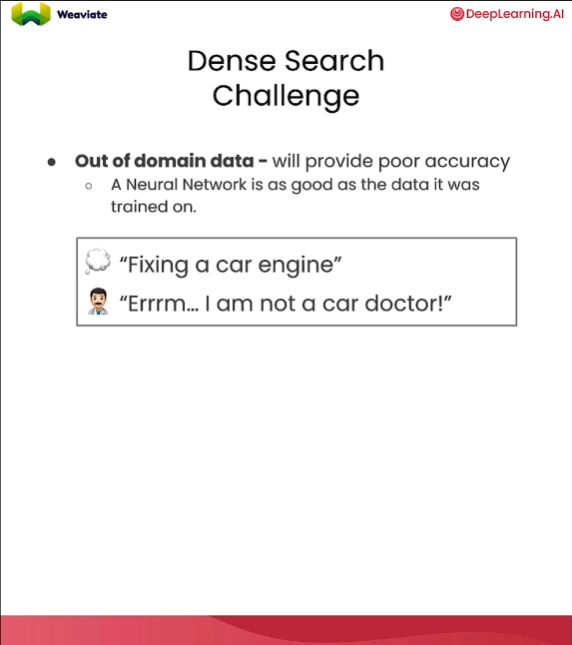 Weaviate
DeepLearning.AI
Dense Search
Challenge
● Out of domain data - will provide poor accuracy
○ A Neural Network is as good as the data it was
trained on.
“Fixing a car engine”
“Errrm... I am not a car doctor!”